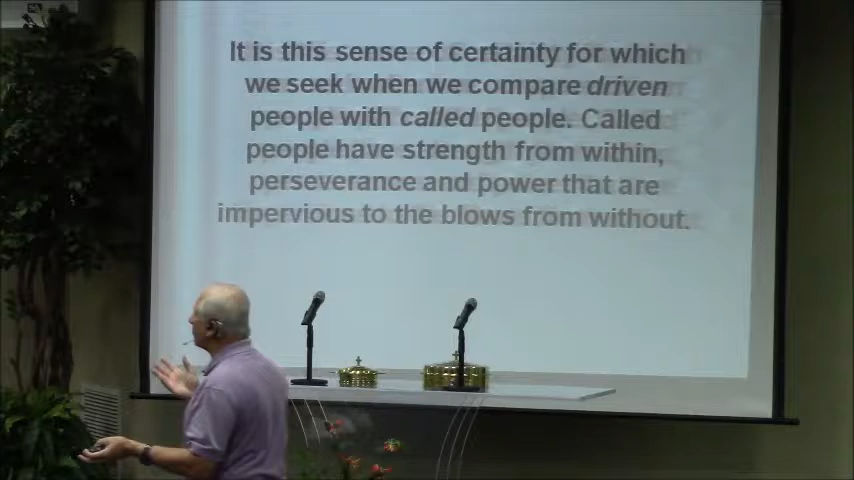 It is this sense of certainty for which
we seek when we compare driven
people with called people. Called
people have strength from within,
perseverance and power that are
impervious to the blows from without.